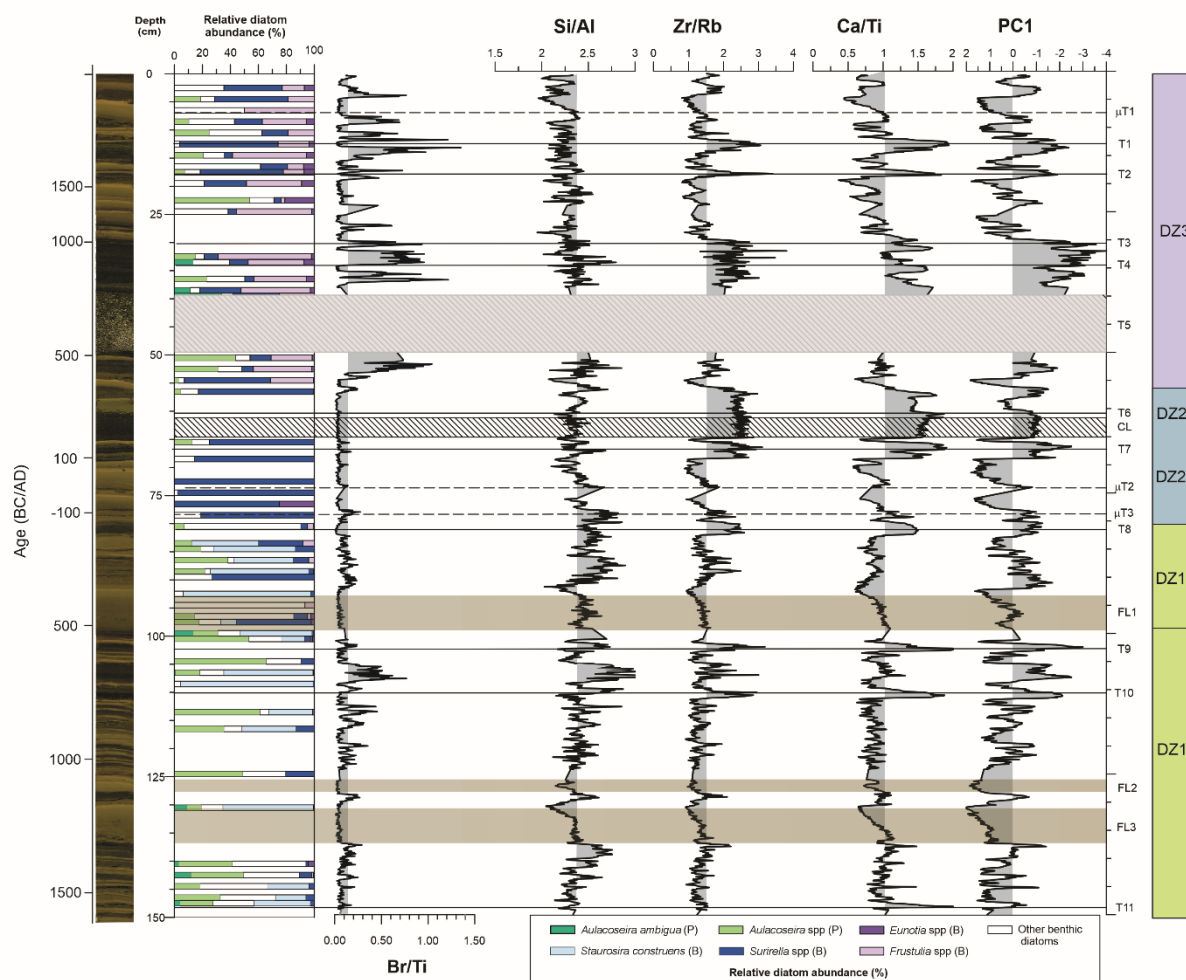 Depth (cm)
Relative diatom abundance (%)
0 20 40 60 80 100
Si/Al
1.5 2 2.5 3
Zr/Rb
0 1 2 3 4
Ca/Ti
0 0.5 1 1.5 2
PC1
2 1 0 -1 -2 -3 -4
Age (BC/AD)
1500
1000
500
100
-100
500
1000
1500
0
25
50
75
100
125
150
µT1
T1
T2
T3
T4
T5
T6
CL
T7
µT2
µT3
T8
FL1
T9
T10
FL2
FL3
T11
DZ3
DZ2
DZ2
DZ1
DZ1
0.00 0.50 1.00 1.50
Br/Ti
Aulacoseira ambigua (P) Aulacoseira spp (P) Eunotia spp (B) Other benthic diatoms
Staurosira construens (B) Surirella spp (B) Frustulia spp (B)
Relative diatom abundance (%)